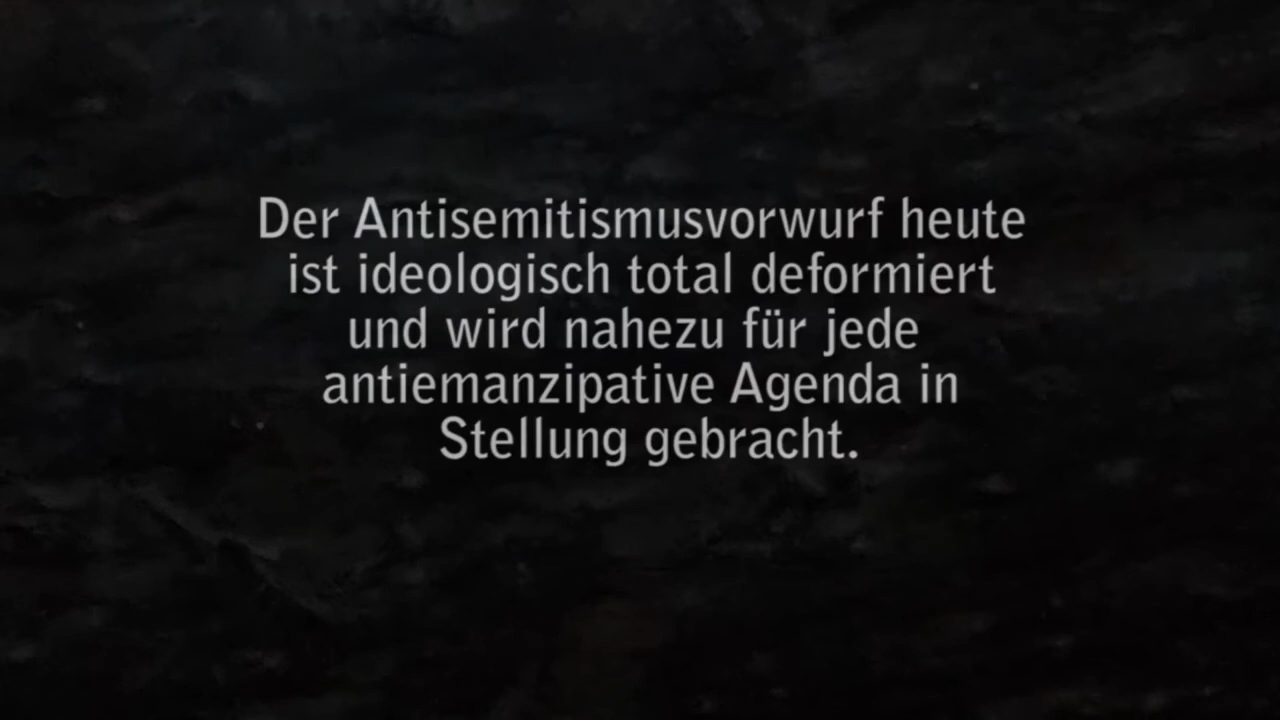 Der Antisemitismusvorwurf heute
ist ideologisch total deformiert
und wird nahezu für jede
antiemanzipative Agenda in
Stellung gebracht.